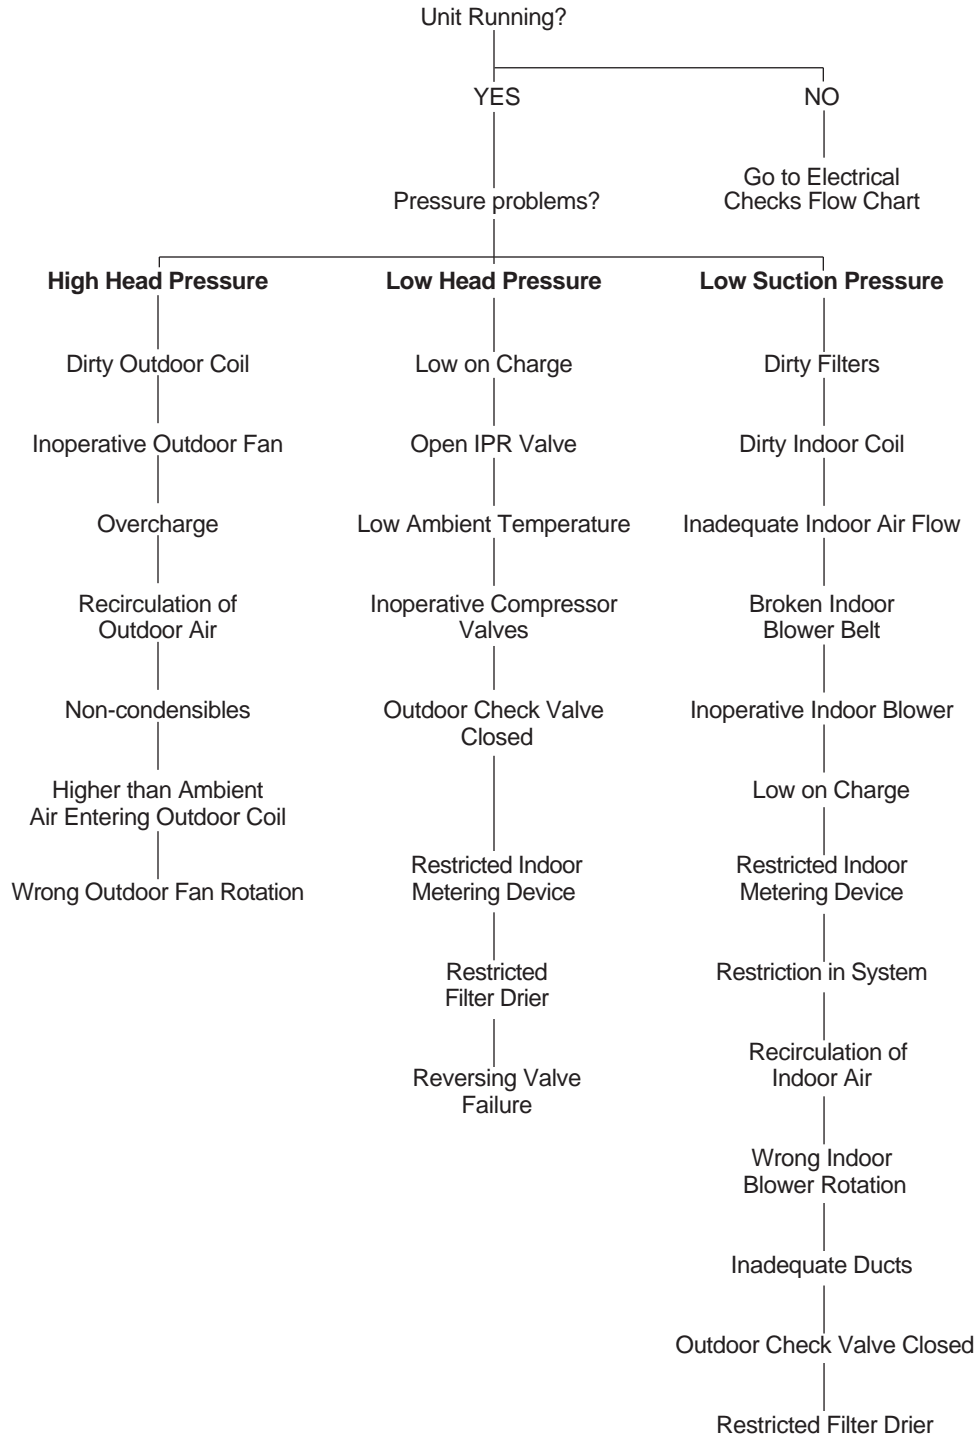 Unit Running?
YES
NO
Go to Electrical
Checks Flow Chart
Pressure problems?
High Head Pressure
Dirty Outdoor Coil
Inoperative Outdoor Fan
Overcharge
Recirculation of
Outdoor Air
Non-condensibles
Higher than Ambient
Air Entering Outdoor Coil
Wrong Outdoor Fan Rotation
Low Head Pressure
Low on Charge
Open IPR Valve
Low Ambient Temperature
Inoperative Compressor
Valves
Outdoor Check Valve
Closed
Restricted Indoor
Metering Device
Restricted
Filter Drier
Reversing Valve
Failure
Low Suction Pressure
Dirty Filters
Dirty Indoor Coil
Inadequate Indoor Air Flow
Broken Indoor
Blower Belt
Inoperative Indoor Blower
Low on Charge
Restricted Indoor
Metering Device
Restriction in System
Recirculation of
Indoor Air
Wrong Indoor
Blower Rotation
Inadequate Ducts
Outdoor Check Valve Closed
Restricted Filter Drier